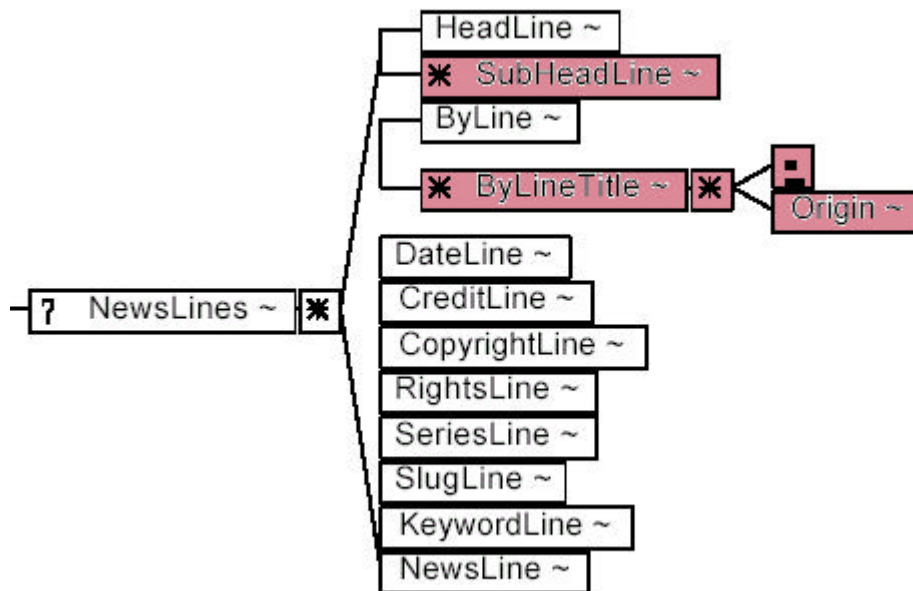 HeadLine ~
* SubHeadLine ~
ByLine ~
* ByLineTitle ~ *
Origin ~
DateLine ~
? NewsLines ~ *
CreditLine ~
CopyrightLine ~
RightsLine ~
SeriesLine ~
SlugLine ~
KeywordLine ~
NewsLine ~